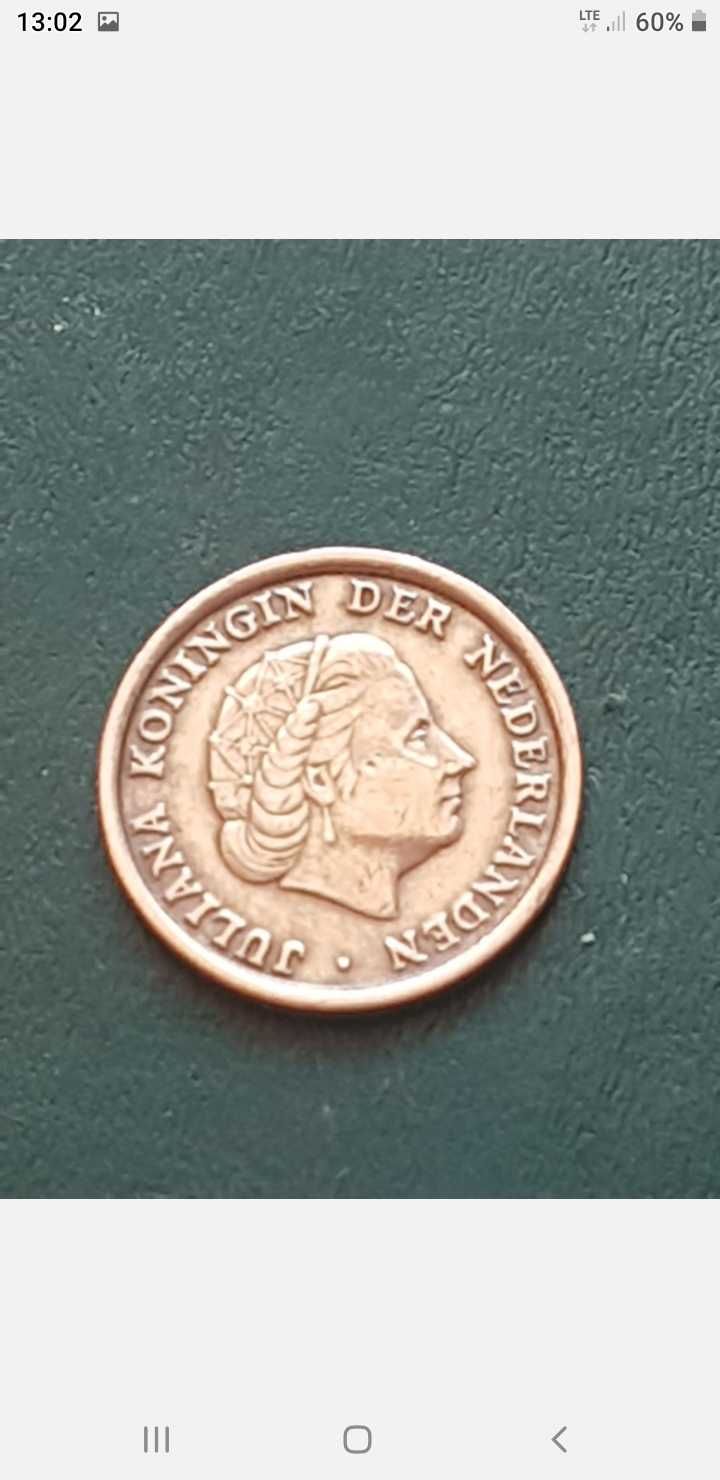 13:02
LTE 60%
JULIANA KONINGIN DER NEDERLANDEN